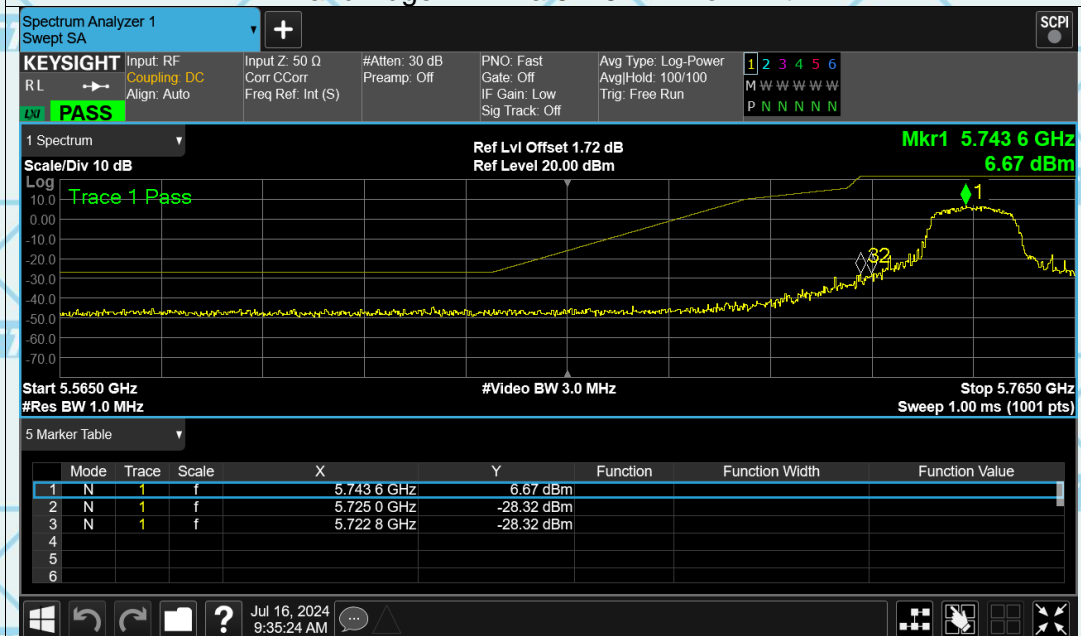 Spectrum Analyzer 1
Swept SA
+
SCPI
KEYSIGHT
RL
LXI
PASS
Input: RF
Coupling: DC
Align: Auto
Input Z: 50 Ω
Corr CCorr
Freq Ref: Int (S)
#Atten: 30 dB
Preamp: Off
PNO: Fast
Gate: Off
IF Gain: Low
Sig Track: Off
Avg Type: Log-Power
Avg|Hold: 100/100
Trig: Free Run
1 2 3 4 5 6
M W W W W W
P N N N N N
1 Spectrum
Scale/Div 10 dB
Ref Lvl Offset 1.72 dB
Ref Level 20.00 dBm
Mkr1 5.743 6 GHz
6.67 dBm
Log
Trace 1 Pass
10.0
0.00
-10.0
-20.0
-30.0
-40.0
-50.0
-60.0
-70.0
1
32
Start 5.5650 GHz
#Video BW 3.0 MHz
Stop 5.7650 GHz
#Res BW 1.0 MHz
Sweep 1.00 ms (1001 pts)
5 Marker Table
Mode Trace Scale X Y Function Function Width Function Value
1 N 1 f 5.743 6 GHz 6.67 dBm
2 N 1 f 5.725 0 GHz -28.32 dBm
3 N 1 f 5.722 8 GHz -28.32 dBm
4
5
6
?
Jul 16, 2024
9:35:24 AM